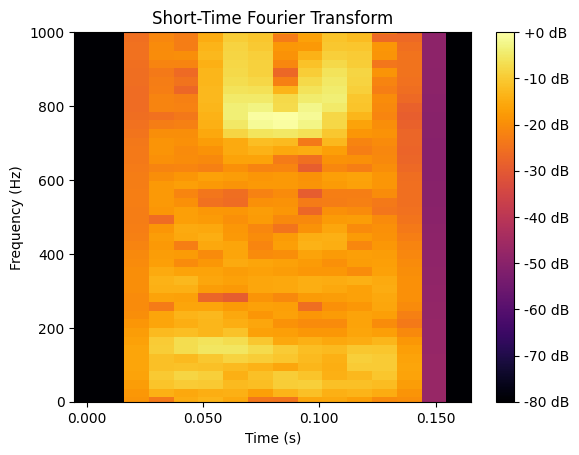 Short-Time Fourier Transform
1000
800
600
400
200
0
Frequency (Hz)
0.000
0.050
0.100
0.150
Time (s)
+0 dB
-10 dB
-20 dB
-30 dB
-40 dB
-50 dB
-60 dB
-70 dB
-80 dB